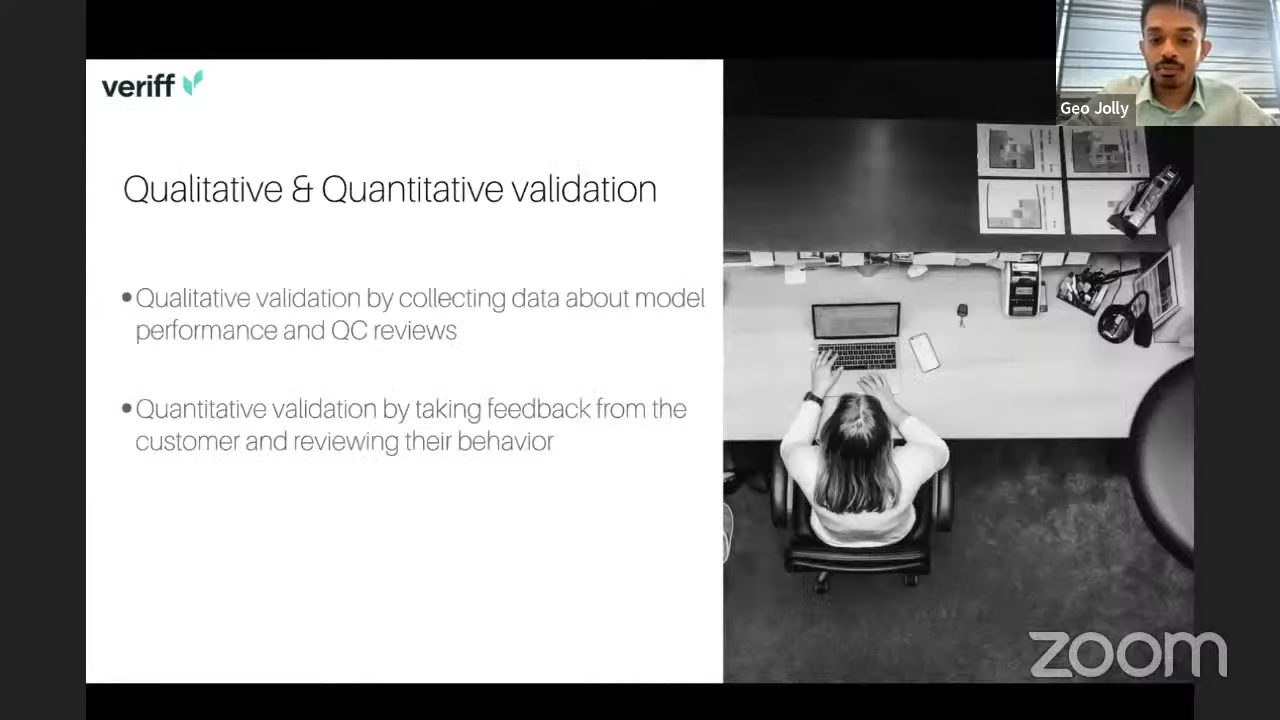 veriff
Geo Jolly
Qualitative & Quantitative validation
•Qualitative validation by collecting data about model
performance and QC reviews
•Quantitative validation by taking feedback from the
customer and reviewing their behavior
zoom